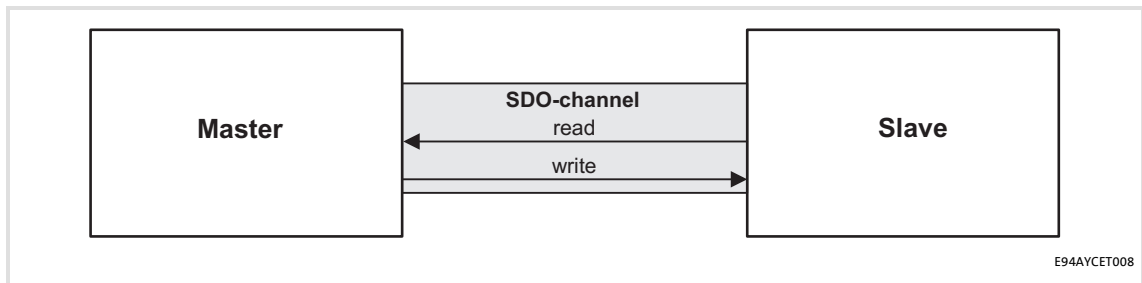 SDO-channel
Master
read
Slave
write
E94AYCET008